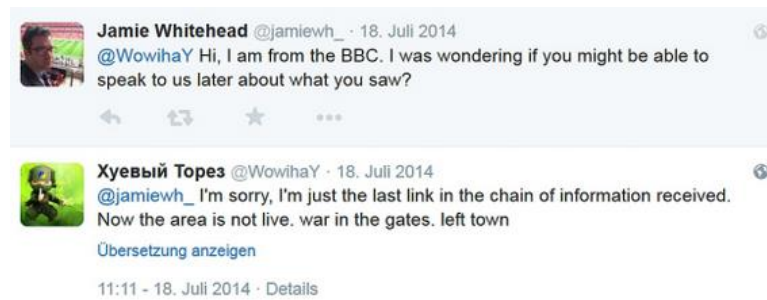 Jamie Whitehead @jamiewh_ · 18. Juli 2014
@WowihaY Hi, I am from the BBC. I was wondering if you might be able to
speak to us later about what you saw?
Хуевый Торез @WowihaY · 18. Juli 2014
@jamiewh_ I'm sorry, I'm just the last link in the chain of information received.
Now the area is not live. war in the gates. left town
Übersetzung anzeigen
11:11 - 18. Juli 2014 · Details